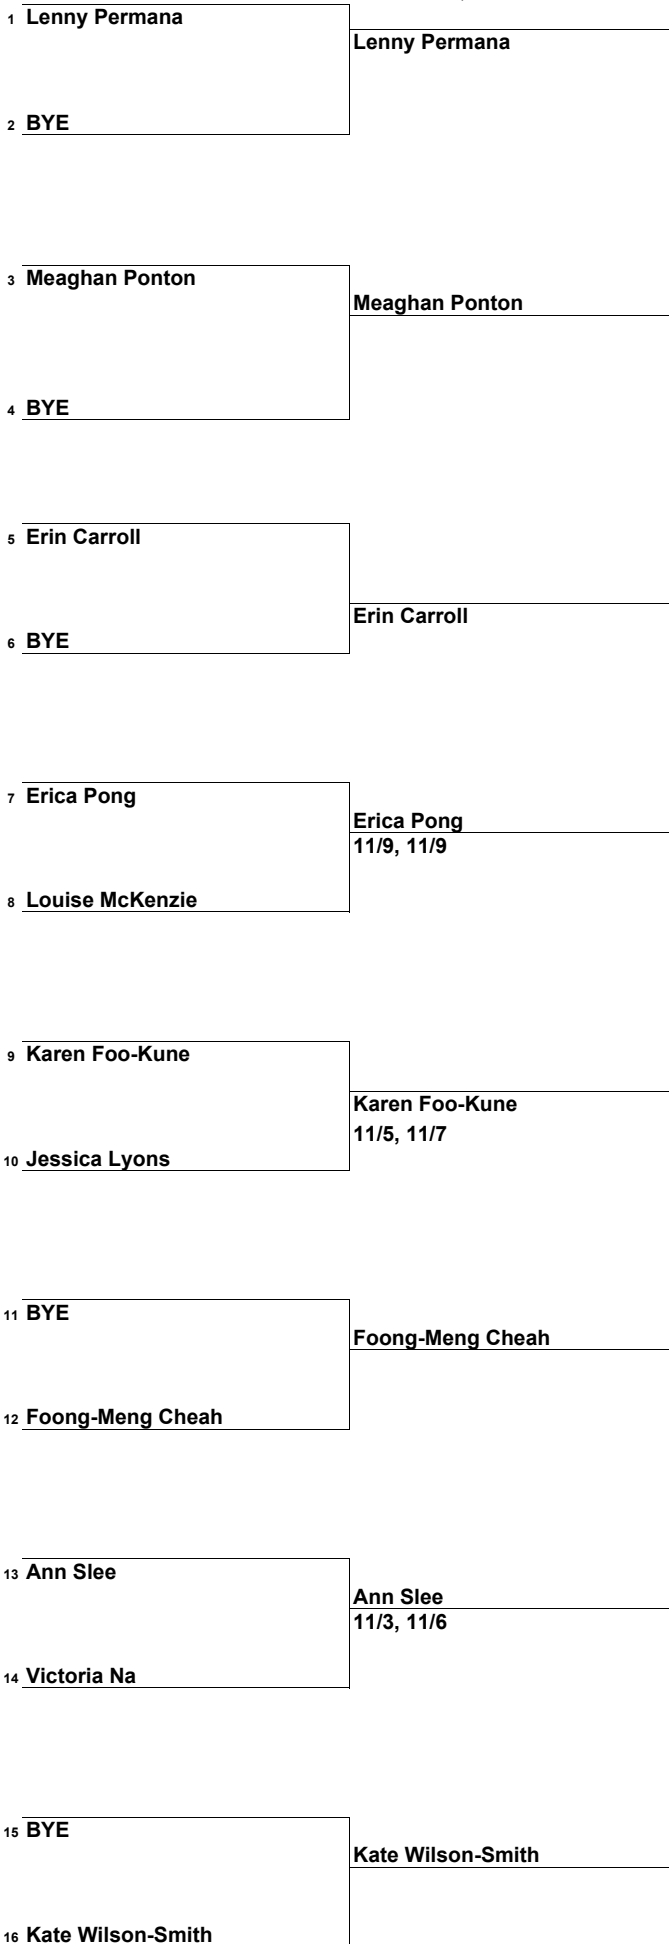 1 Lenny Permana
Lenny Permana
2 BYE
3 Meaghan Ponton
Meaghan Ponton
4 BYE
5 Erin Carroll
Erin Carroll
6 BYE
7 Erica Pong
Erica Pong
11/9, 11/9
8 Louise McKenzie
9 Karen Foo-Kune
Karen Foo-Kune
11/5, 11/7
10 Jessica Lyons
11 BYE
Foong-Meng Cheah
12 Foong-Meng Cheah
13 Ann Slee
Ann Slee
11/3, 11/6
14 Victoria Na
15 BYE
Kate Wilson-Smith
16 Kate Wilson-Smith